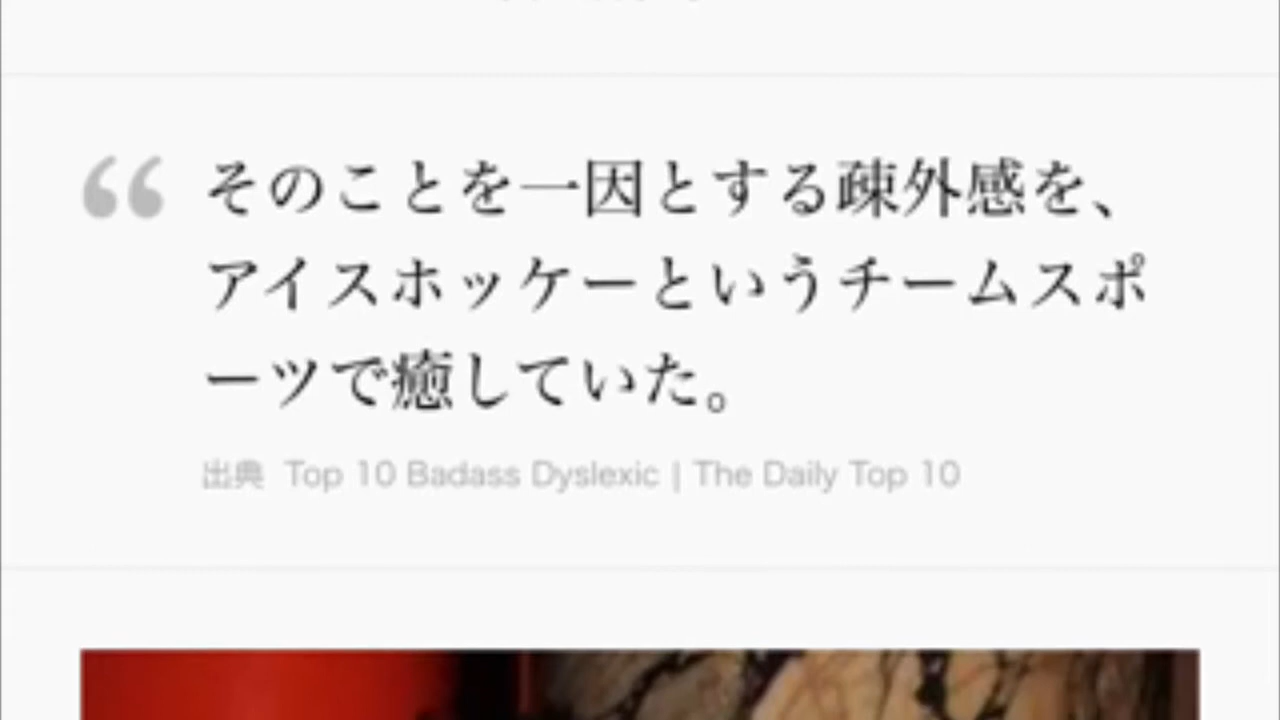 “ そのことを一因とする疎外感を、
アイスホッケーというチームスポ
ーツで癒していた。
出典 Top 10 Badass Dyslexic | The Daily Top 10